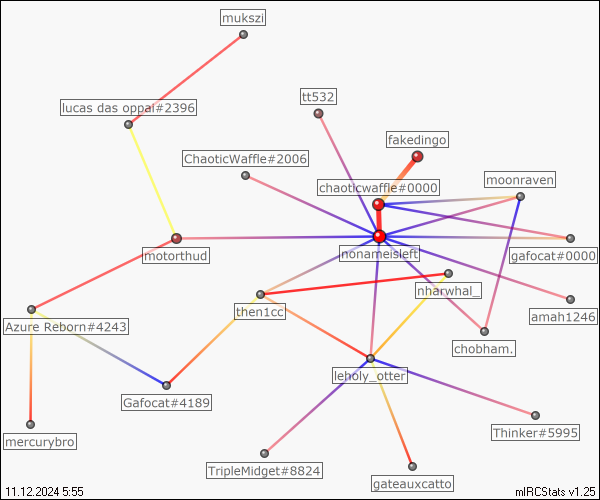 mukszi
lucas das oppai#2396
tt532
fakedingo
ChaoticWaffle#2006
chaoticwaffle#0000
moonraven
motorthud
nonameisleft
gafocat#0000
nharwhal_
then1cc
amah1246
Azure Reborn#4243
chobham.
leholy_otter
Gafocat#4189
Thinker#5995
mercurybro
TripleMidget#8824
gateauxcatto
11.12.2024 5:55
mIRCStats v1.25